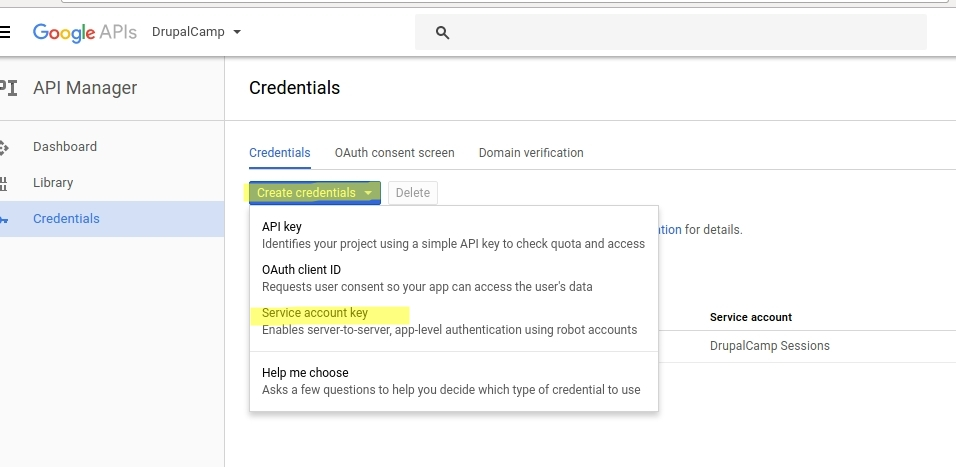 Google APIs DrupalCamp
API Manager
Credentials
Dashboard
Library
Credentials
Credentials OAuth consent screen Domain verification
Create credentials Delete
API key
Identifies your project using a simple API key to check quota and access
for details.
OAuth client ID
Requests user consent so your app can access the user's data
Service account key
Enables server-to-server, app-level authentication using robot accounts
Help me choose
Asks a few questions to help you decide which type of credential to use
Service account
DrupalCamp Sessions